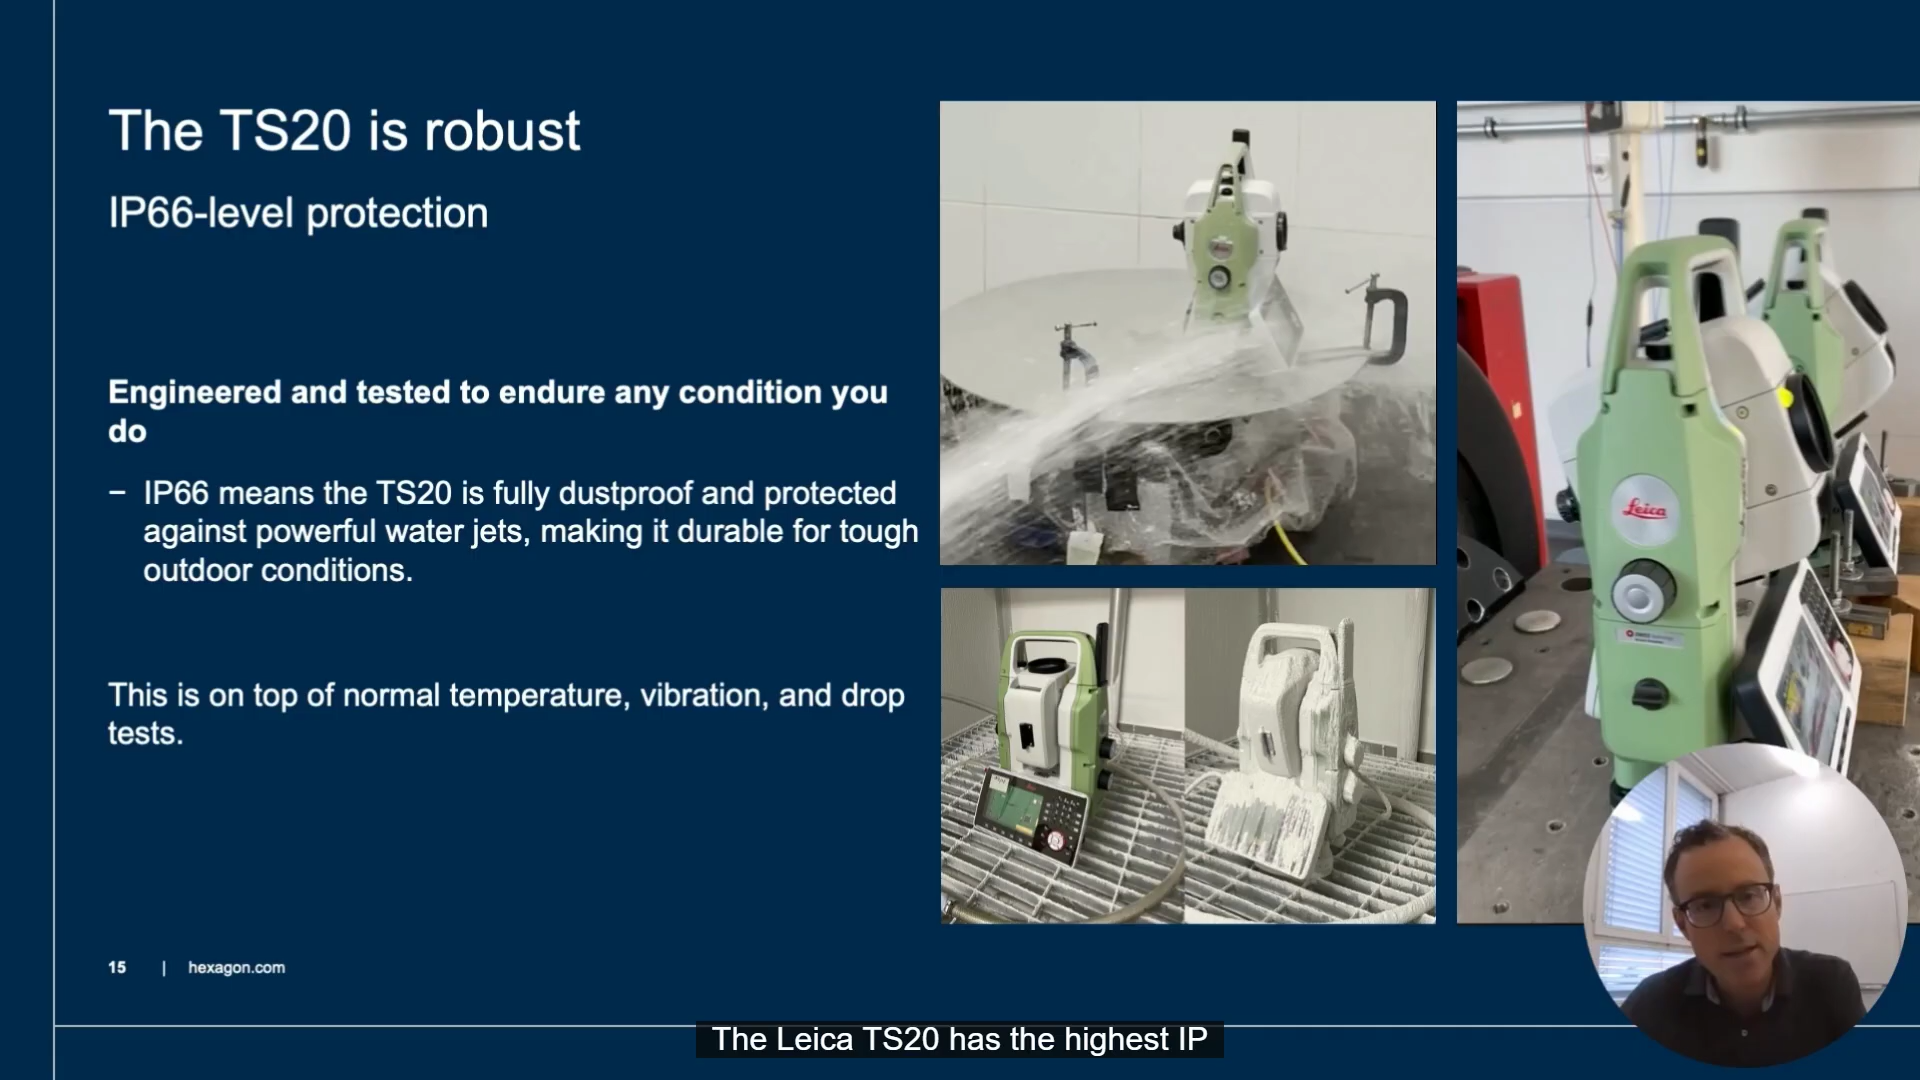 The TS20 is robust
IP66-level protection
Engineered and tested to endure any condition you
do
– IP66 means the TS20 is fully dustproof and protected
against powerful water jets, making it durable for tough
outdoor conditions.
This is on top of normal temperature, vibration, and drop
tests.
Leica
15 | hexagon.com
The Leica TS20 has the highest IP